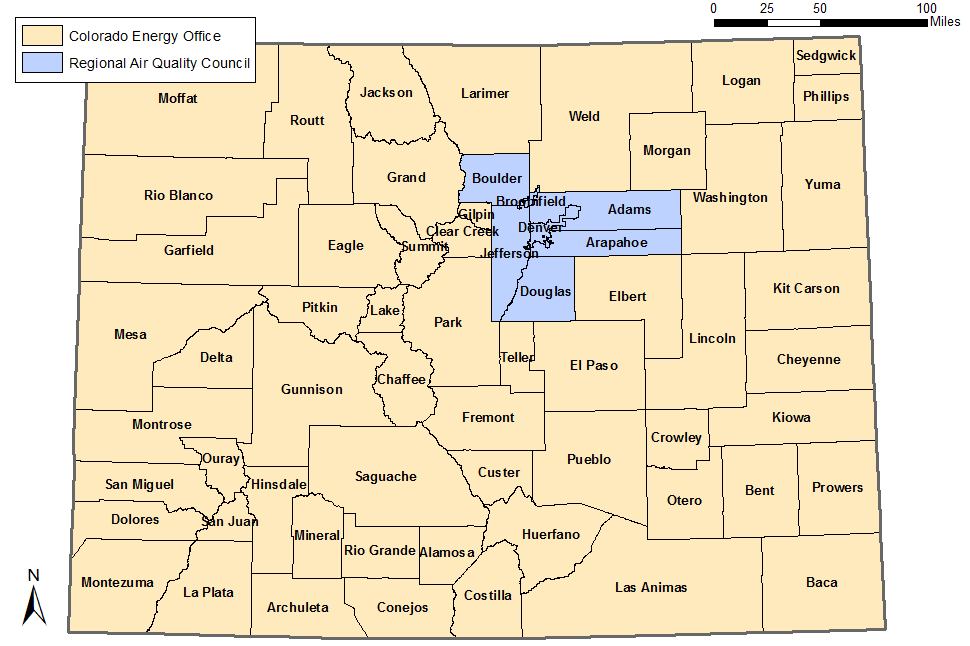 0 25 50 100
Miles
Colorado Energy Office
Regional Air Quality Council
Sedgwick
Logan
Jackson
Larimer
Phillips
Moffat
Weld
Routt
Morgan
Grand
Boulder
Yuma
Rio Blanco
Washington
Broomfield
Adams
Gilpin
Denver
Clear Creek
Eagle
Summit
Arapahoe
Garfield
Jefferson
Kit Carson
Douglas
Elbert
Pitkin
Lake
Park
Mesa
Lincoln
Delta
Teller
El Paso
Cheyenne
Chaffee
Gunnison
Fremont
Kiowa
Montrose
Crowley
Ouray
Pueblo
Custer
Saguache
San Miguel
Hinsdale
Bent
Prowers
Otero
Dolores
San Juan
Mineral
Huerfano
Rio Grande
Alamosa
N
Montezuma
La Plata
Las Animas
Baca
Costilla
Archuleta
Conejos